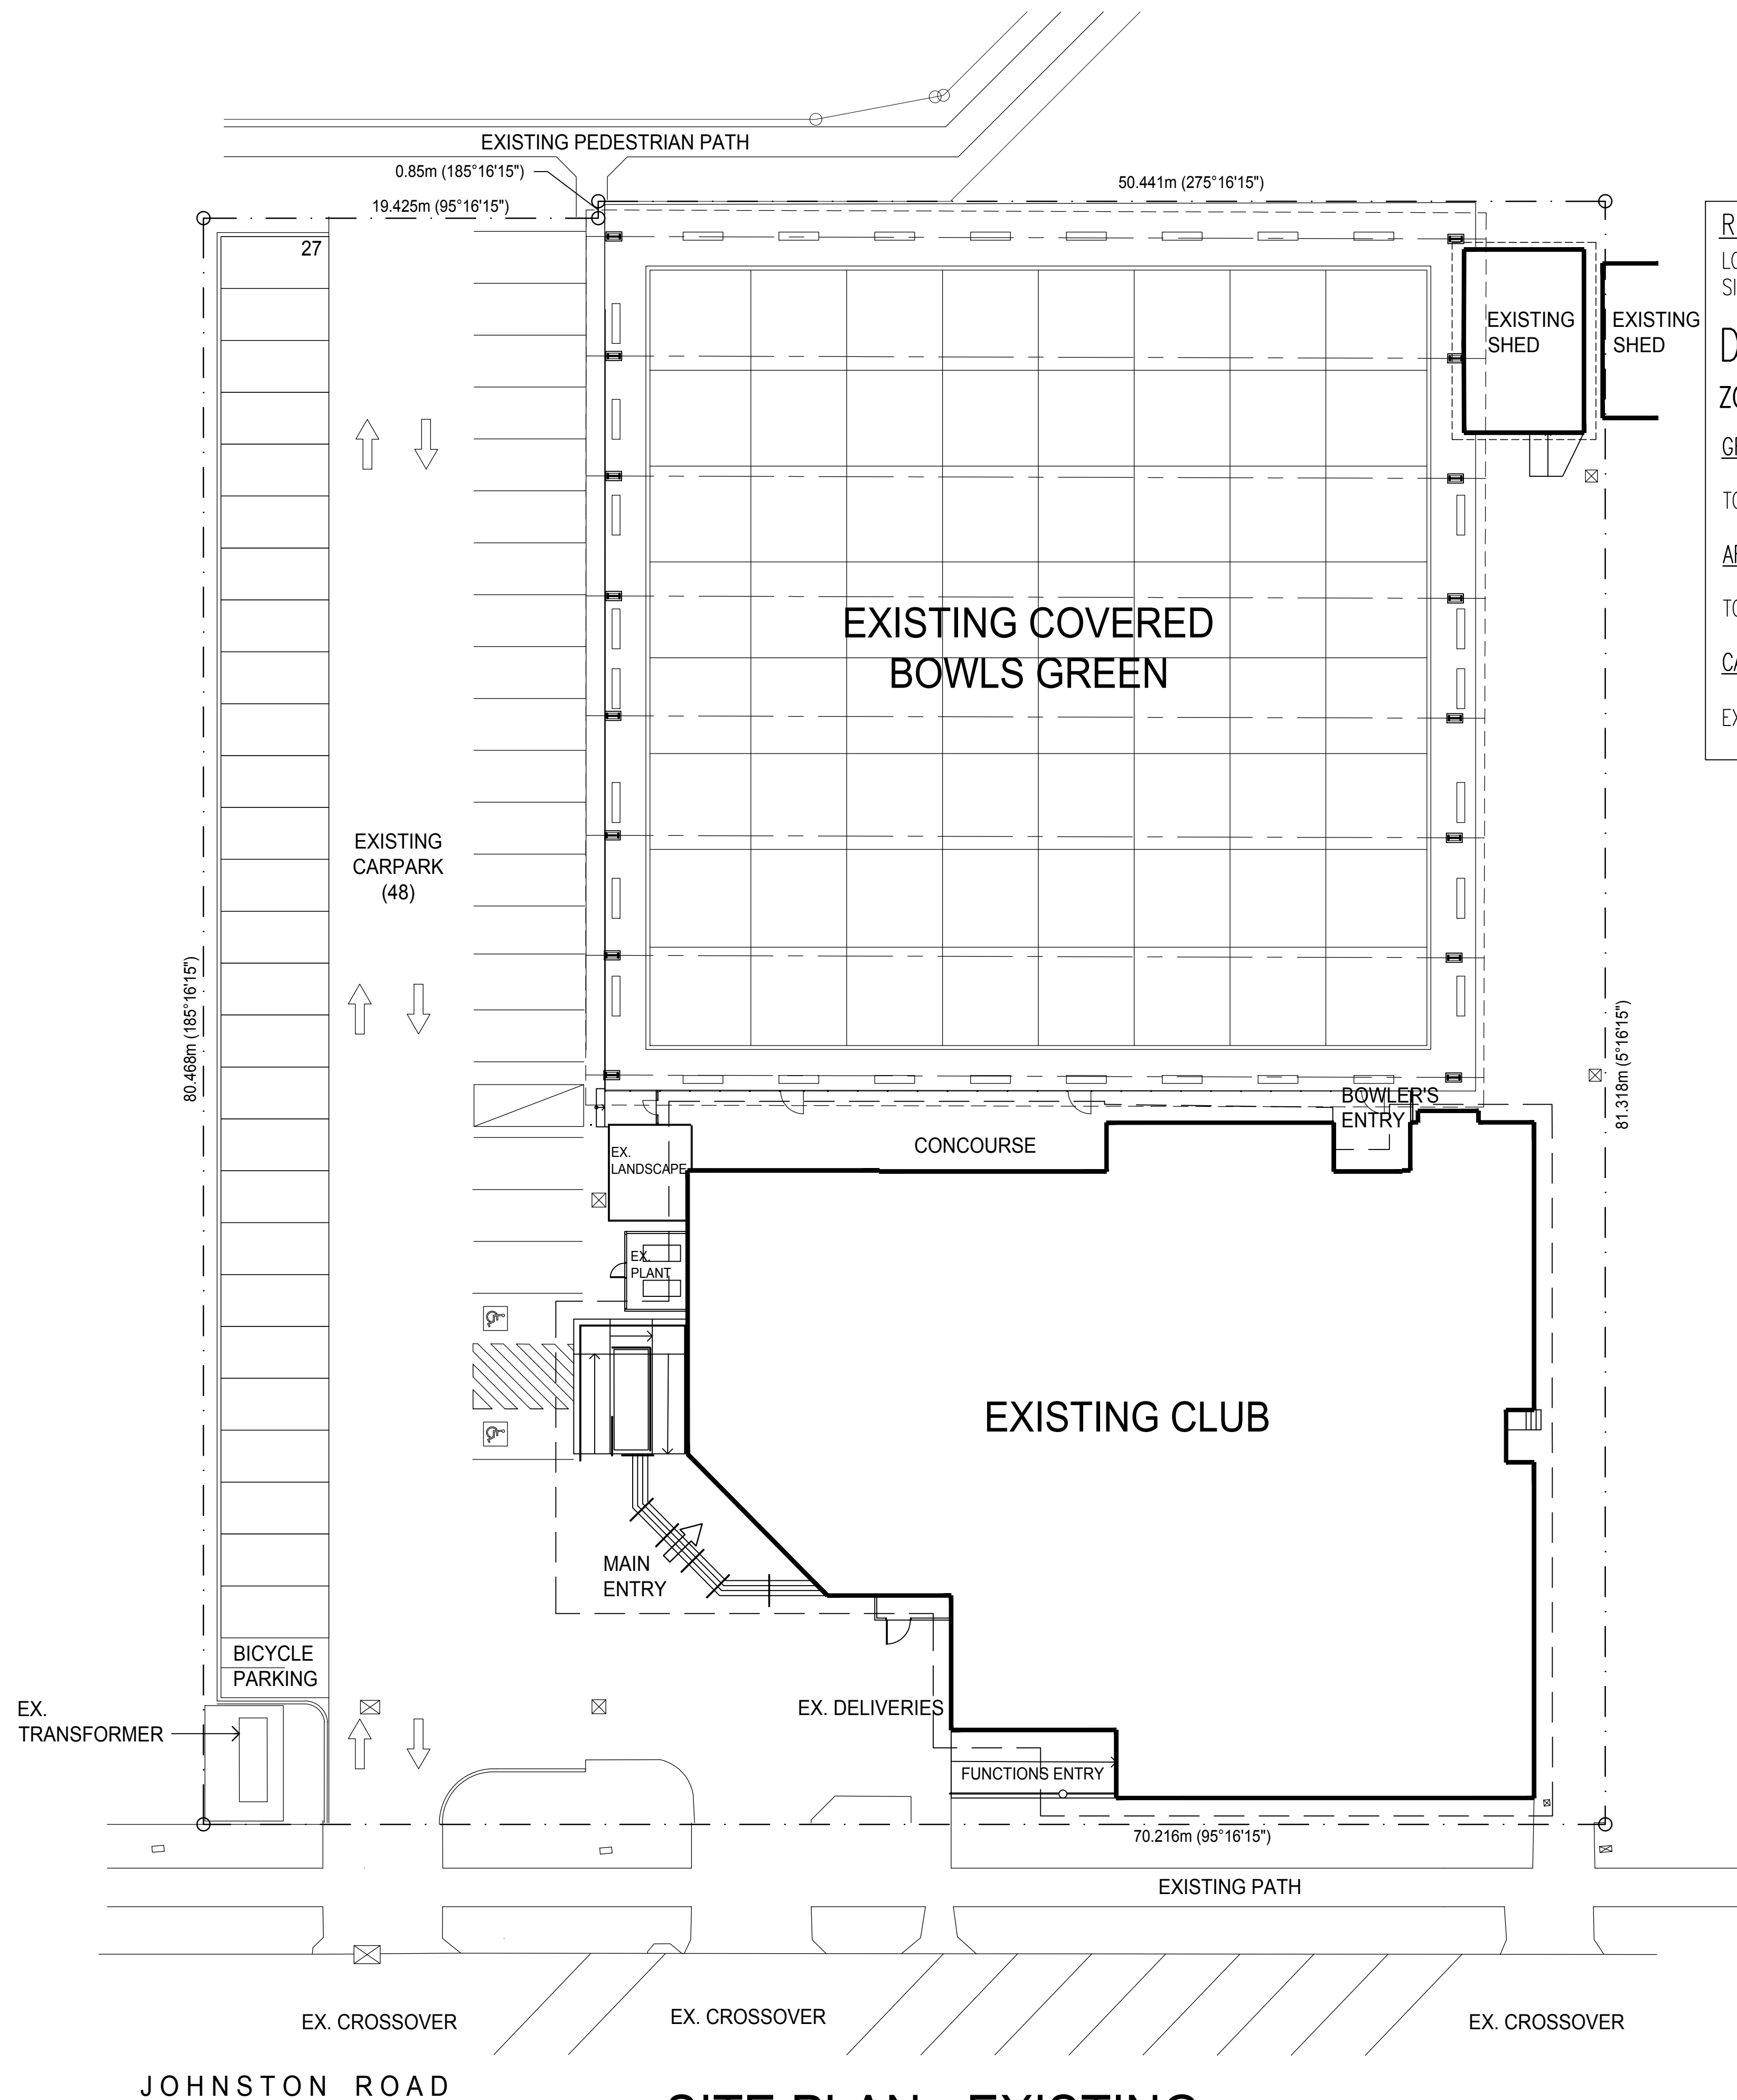 EXISTING PEDESTRIAN PATH
0.85m (185°16'15")
50.441m (275°16'15")
19.425m (95°16'15")
27
EXISTING
SHED
EXISTING
SHED
EXISTING COVERED
BOWLS GREEN
EXISTING
CARPARK
(48)
80.468m (185°16'15")
81.318m (5°16'15")
BOWLER'S
ENTRY
CONCOURSE
EX.
LANDSCAPE
EX.
PLANT
EXISTING CLUB
MAIN
ENTRY
BICYCLE
PARKING
EX.
TRANSFORMER
EX. DELIVERIES
FUNCTIONS ENTRY
70.216m (95°16'15")
EXISTING PATH
EX. CROSSOVER
EX. CROSSOVER
EX. CROSSOVER
JOHNSTON ROAD
SITE PLAN - EXISTING